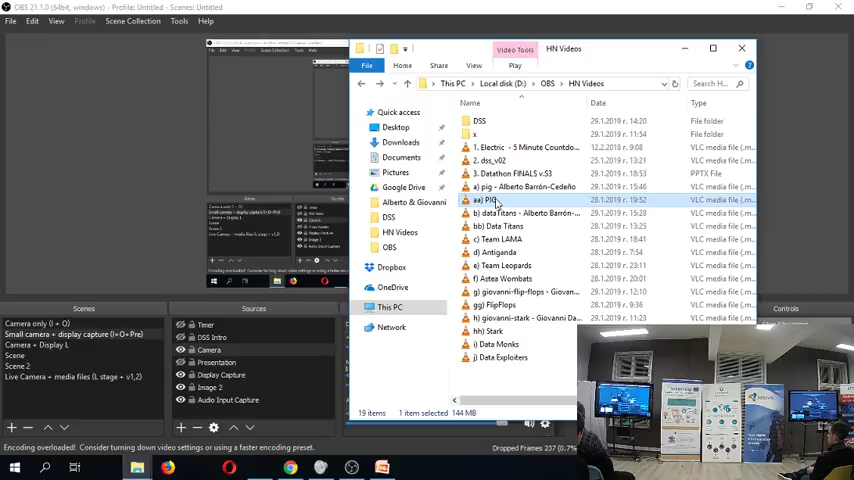 OBS 21.1.0 (64bit, windows) - Profile: Untitled - Scenes: Untitled
File Edit View Profile Scene Collection Tools Help
Video Tools HN Videos
File Home Share View Play
This PC Local disk (D:) OBS HN Videos Search H...
Name Date Type
Quick access
Desktop
Downloads
Documents
Pictures
Google Drive
Alberto & Giovanni
DSS
HN Videos
OBS
Dropbox
OneDrive
This PC
Network
DSS 29.1.2019 г. 14:20 File folder
x 29.1.2019 г. 11:54 File folder
1. Electric - 5 Minute Countdo... 12.2.2018 г. 9:08 VLC media file (.m...
2. dss_v02 25.1.2019 г. 13:21 VLC media file (.m...
3. Datathon FINALS v.S3 29.1.2019 г. 11:23 PPTX File
a) pig - Alberto Barrón-Cedeño 29.1.2019 г. 15:46 VLC media file (.m...
aa) PIG 28.1.2019 г. 19:52 VLC media file (.m...
b) dataTitans - Alberto Barrón-... 29.1.2019 г. 12:32 VLC media file (.m...
bb) Data Titans 28.1.2019 г. 17:43 VLC media file (.m...
c) Team LAMA 28.1.2019 г. 18:41 VLC media file (.m...
d) Antiganda 28.1.2019 г. 7:54 VLC media file (.m...
e) Team Leopards 28.1.2019 г. 11:23 VLC media file (.m...
f) Astea Wombats 28.1.2019 г. 20:01 VLC media file (.m...
g) giovanni-flip-flops - Giovan... 29.1.2019 г. 12:30 VLC media file (.m...
gg) FlipFlops 28.1.2019 г. 9:34 VLC media file (.m...
h) giovanni-stark - Giovanni Da... 29.1.2019 г. 11:23 VLC media file (.m...
hh) Stark
i) Data Monks
j) Data Exploiters
19 items 1 item selected 144 MB
Scenes Sources Controls
Camera only (I + O)
Small camera + display capture (I+O+Pre)
Camera + Display L
Scene
Scene 2
Live Camera + media files (L stage + v1,2)
Timer
DSS Intro
Camera
Presentation
Display Capture
Image 2
Audio Input Capture
Encoding overloaded! Consider turning down video settings or using a faster encoding preset.
Dropped Frames 237 (0.7%